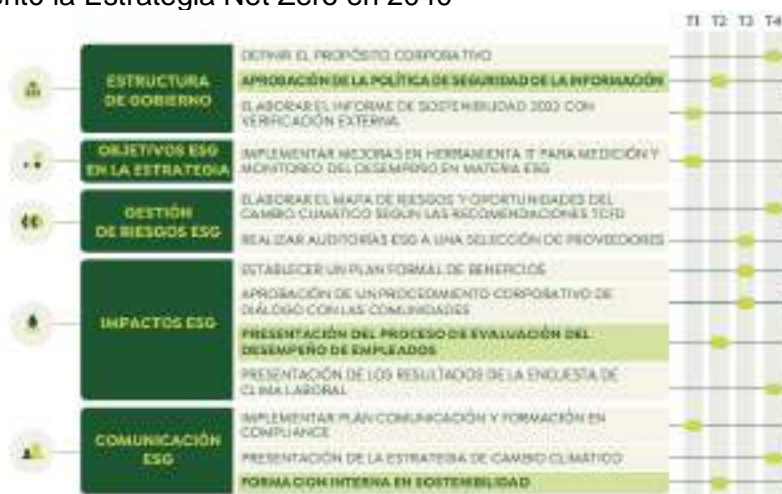 la Estrategia Net Zero en 2040
T1 T2 T3 T4
ESTRUCTURA
DE GOBIERNO
DEFINIR EL PROPÓSITO CORPORATIVO
APROBACIÓN DE LA POLÍTICA DE SEGURIDAD DE LA INFORMACIÓN
ELABORAR EL INFORME DE SOSTENIBILIDAD 2022 CON
VERIFICACIÓN EXTERNA
OBJETIVOS ESG
EN LA ESTRATEGIA
IMPLEMENTAR MEJORAS EN HERRAMIENTA IT PARA MEDICIÓN Y
MONITOREO DEL DESEMPEÑO EN MATERIA ESG
GESTIÓN
DE RIESGOS ESG
ELABORAR EL MAPA DE RIESGOS Y OPORTUNIDADES DEL
CAMBIO CLIMÁTICO SEGÚN LAS RECOMENDACIONES TCFD
REALIZAR AUDITORÍAS ESG A UNA SELECCIÓN DE PROVEEDORES
IMPACTOS ESG
ESTABLECER UN PLAN FORMAL DE BENEFICIOS
APROBACIÓN DE UN PROCEDIMIENTO CORPORATIVO DE
DIÁLOGO CON LAS COMUNIDADES
PRESENTACIÓN DEL PROCESO DE EVALUACIÓN DEL
DESEMPEÑO DE EMPLEADOS
PRESENTACIÓN DE LOS RESULTADOS DE LA ENCUESTA DE
CLIMA LABORAL
COMUNICACIÓN
ESG
IMPLEMENTAR PLAN COMUNICACIÓN Y FORMACIÓN EN
COMPLIANCE
PRESENTACIÓN DE LA ESTRATEGIA DE CAMBIO CLIMÁTICO
FORMACION INTERNA EN SOSTENIBILIDAD